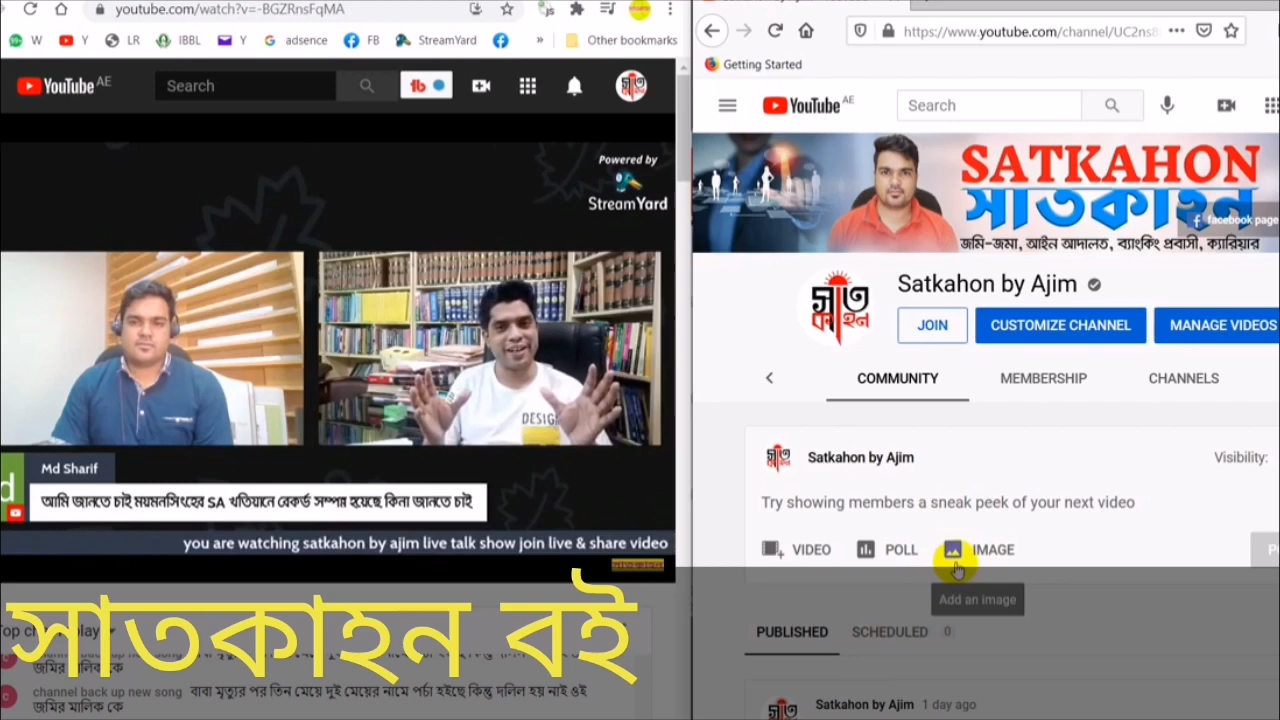 youtube.com/watch?v=-BGZRnsFqMA
W
Y
LR
IBBL
Y
adsence
FB
StreamYard
»
Other bookmarks
YouTube AE
Search
Powered by
StreamYard
Md Sharif
আমি জানতে চাই ময়মনসিংহের SA খতিয়ানে রেকর্ড সম্পন্ন হয়েছে কিনা জানতে চাই
you are watching satkahon by ajim live talk show join live & share video
সাতকাহন বই
জমির মালিক কে
channel back up new song বাবা মৃত্যুর পর তিন মেয়ে দুই মেয়ের নামে পর্চা হইছে কিন্তু দলিল হয় নাই ওই
জমির মালিক কে
https://www.youtube.com/channel/UC2ns8
Getting Started
YouTube AE
Search
SATKAHON
সাতকাহন
facebook page
জমি-জমা, আইন আদালত, ব্যাংকিং প্রবাসী, ক্যারিয়ার
সাত
কাহন
Satkahon by Ajim
JOIN
CUSTOMIZE CHANNEL
MANAGE VIDEOS
COMMUNITY
MEMBERSHIP
CHANNELS
Satkahon by Ajim
Visibility:
Try showing members a sneak peek of your next video
VIDEO
POLL
IMAGE
Add an image
PUBLISHED
SCHEDULED 0
Satkahon by Ajim 1 day ago